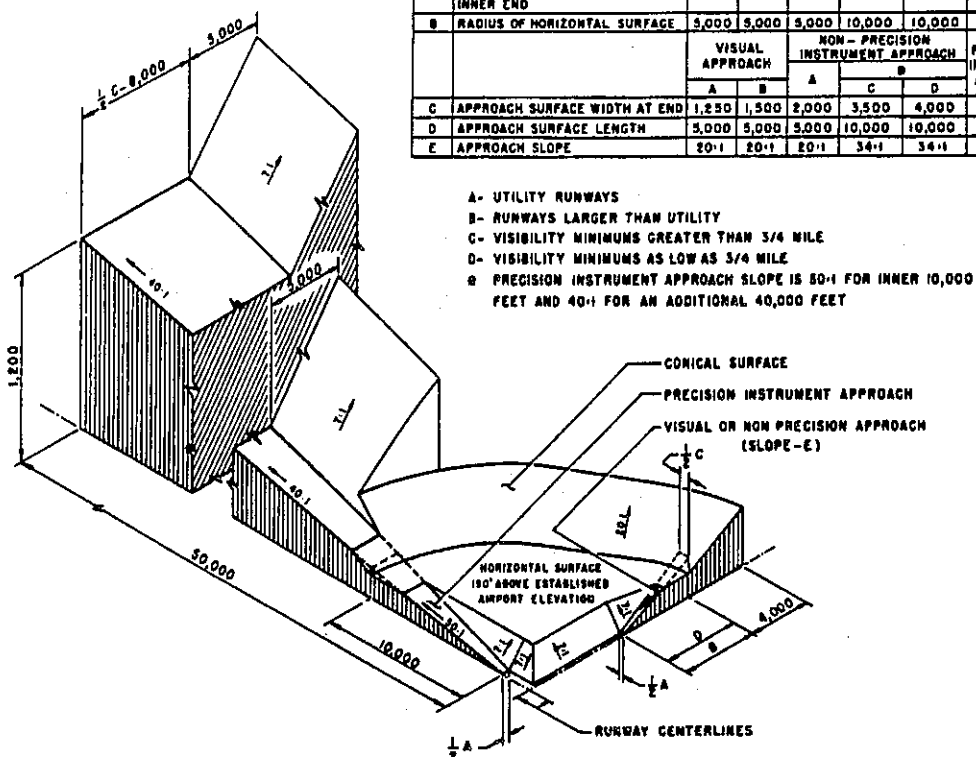 INNER END
B RADIUS OF HORIZONTAL SURFACE 5,000 5,000 5,000 10,000 10,000
VISUAL APPROACH
NON-PRECISION INSTRUMENT APPROACH
A B A B
C D
C APPROACH SURFACE WIDTH AT END 1,250 1,500 2,000 3,500 4,000
D APPROACH SURFACE LENGTH 5,000 5,000 5,000 10,000 10,000
E APPROACH SLOPE 20:1 20:1 20:1 34:1 34:1
A- UTILITY RUNWAYS
B- RUNWAYS LARGER THAN UTILITY
C- VISIBILITY MINIMUMS GREATER THAN 3/4 MILE
D- VISIBILITY MINIMUMS AS LOW AS 3/4 MILE
PRECISION INSTRUMENT APPROACH SLOPE IS 50:1 FOR INNER 10,000
FEET AND 40:1 FOR AN ADDITIONAL 40,000 FEET
5,000
½ C-8,000
7:1
40:1
5,000
1,200
7:1
CONICAL SURFACE
PRECISION INSTRUMENT APPROACH
VISUAL OR NON PRECISION APPROACH
(SLOPE-E)
½ C
40:1
20:1
HORIZONTAL SURFACE
150' ABOVE ESTABLISHED
AIRPORT ELEVATION
50,000
50:1
10,000
7:1
7:1
7:1
7:1
4,000
D
B
½ A
RUNWAY CENTERLINES
½ A